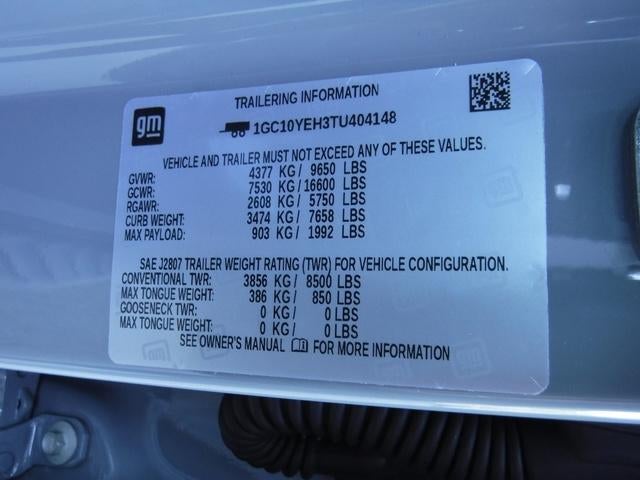 TRAILERING INFORMATION
gm
1GC10YEH3TU404148
VEHICLE AND TRAILER MUST NOT EXCEED ANY OF THESE VALUES.
GVWR: 4377 KG/ 9650 LBS
GCWR: 7530 KG/16600 LBS
RGAWR: 2608 KG/ 5750 LBS
CURB WEIGHT: 3474 KG/ 7658 LBS
MAX PAYLOAD: 903 KG/ 1992 LBS
SAE J2807 TRAILER WEIGHT RATING (TWR) FOR VEHICLE CONFIGURATION.
CONVENTIONAL TWR: 3856 KG/ 8500 LBS
MAX TONGUE WEIGHT: 386 KG/ 850 LBS
GOOSENECK TWR: 0 KG/ 0 LBS
MAX TONGUE WEIGHT: 0 KG/ 0 LBS
SEE OWNER'S MANUAL FOR MORE INFORMATION